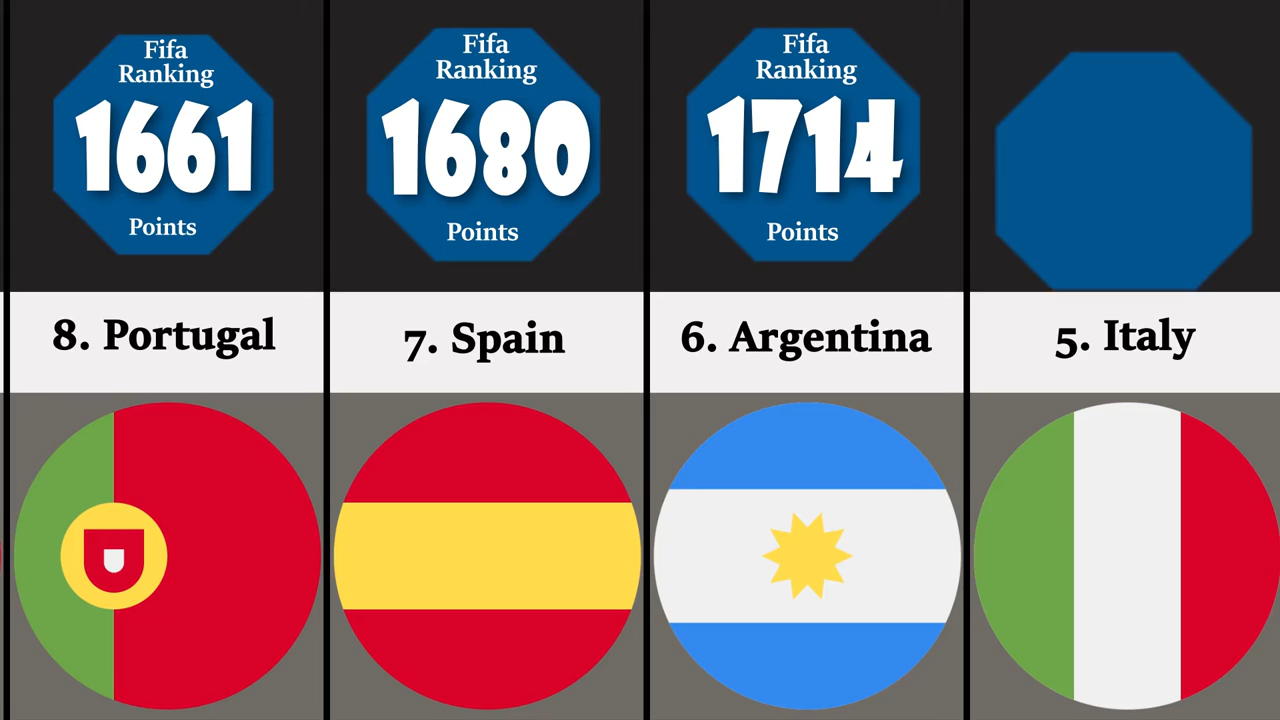 Fifa
Ranking
1661
Points
8. Portugal
Fifa
Ranking
1680
Points
7. Spain
Fifa
Ranking
1714
Points
6. Argentina
5. Italy